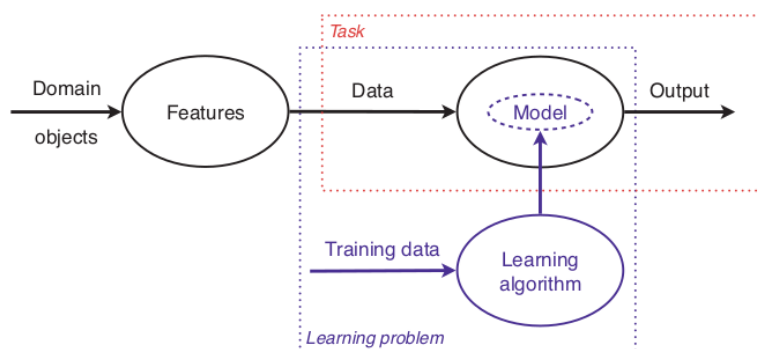 Task
Domain
objects
Features
Data
Model
Output
Training data
Learning
algorithm
Learning problem